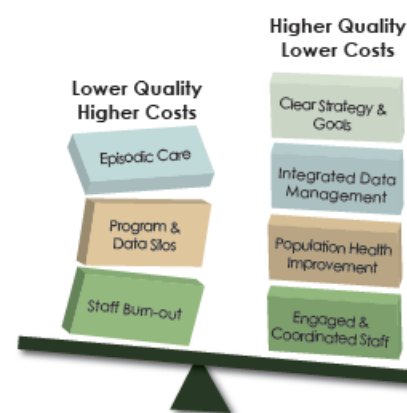 Higher Quality
Lower Costs
Lower Quality
Higher Costs
Clear Strategy &
Goals
Episodic Care
Integrated Data
Management
Program &
Data Silos
Population Health
Improvement
Staff Burn-out
Engaged &
Coordinated Staff